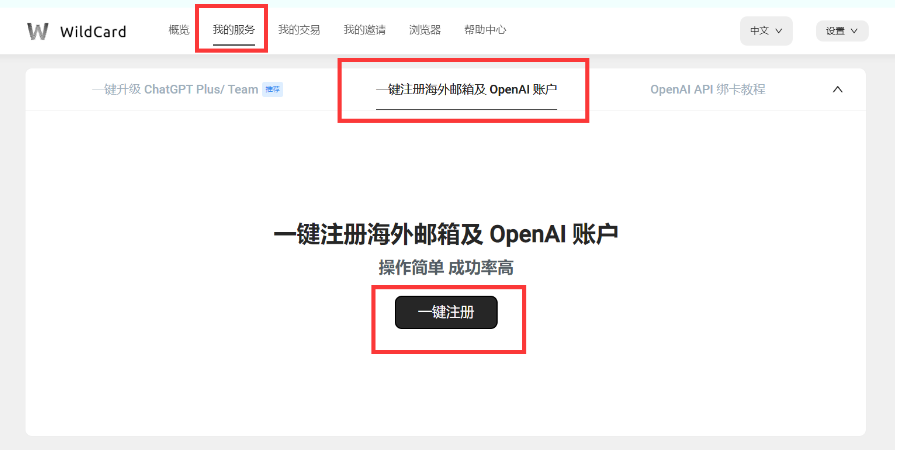 WildCard 概览 我的服务 我的交易 我的邀请 浏览器 帮助中心 中文 设置
一键升级 ChatGPT Plus/ Team 推荐 一键注册海外邮箱及 OpenAI 账户 OpenAI API 绑卡教程
一键注册海外邮箱及 OpenAI 账户
操作简单 成功率高
一键注册